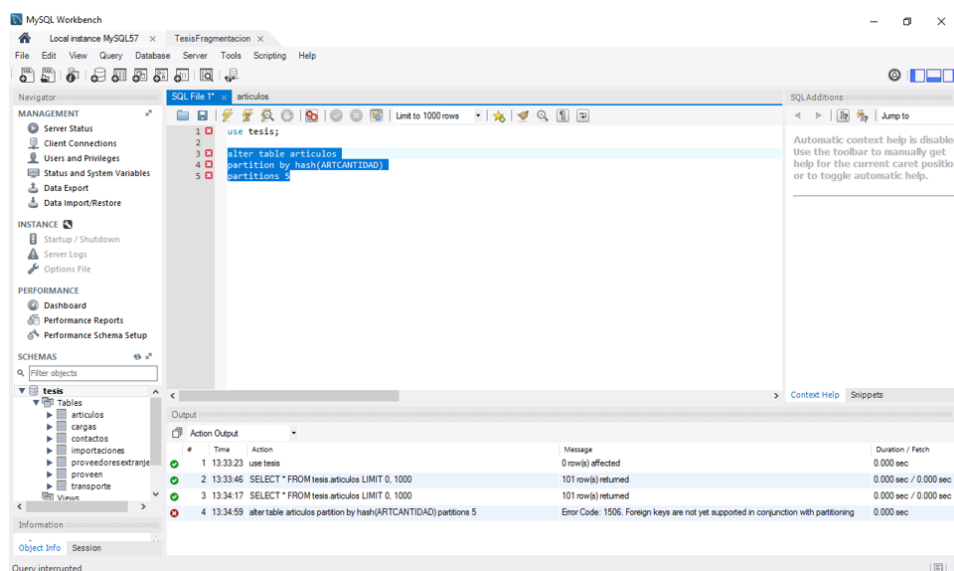 MySQL Workbench
Local instance MySQL57 × TesisFragmentacion ×
File Edit View Query Database Server Tools Scripting Help
Navigator
MANAGEMENT
Server Status
Client Connections
Users and Privileges
Status and System Variables
Data Export
Data Import/Restore
INSTANCE
Startup / Shutdown
Server Logs
Options File
PERFORMANCE
Dashboard
Performance Reports
Performance Schema Setup
SCHEMAS
Filter objects
tesis
Tables
articulos
cargas
contactos
importaciones
proveedoresextranje
proveen
transporte
Views
Information
Object Info Session
Query interrupted
SQL File 1* × articulos
Limit to 1000 rows
1 use tesis;
2
3 alter table articulos
4 partition by hash(ARTCANTIDAD)
5 partitions 5
SQLAdditions
Jump to
Automatic context help is disable
Use the toolbar to manually get
help for the current caret positio
or to toggle automatic help.
Context Help Snippets
Output
Action Output
# Time Action Message Duration / Fetch
1 13:33:23 use tesis 0 row(s) affected 0.000 sec
2 13:33:46 SELECT * FROM tesis.articulos LIMIT 0, 1000 101 row(s) returned 0.000 sec / 0.000 sec
3 13:34:17 SELECT * FROM tesis.articulos LIMIT 0, 1000 101 row(s) returned 0.000 sec / 0.000 sec
4 13:34:59 alter table articulos partition by hash(ARTCANTIDAD) partitions 5 Error Code: 1506. Foreign keys are not yet supported in conjunction with partitioning 0.000 sec